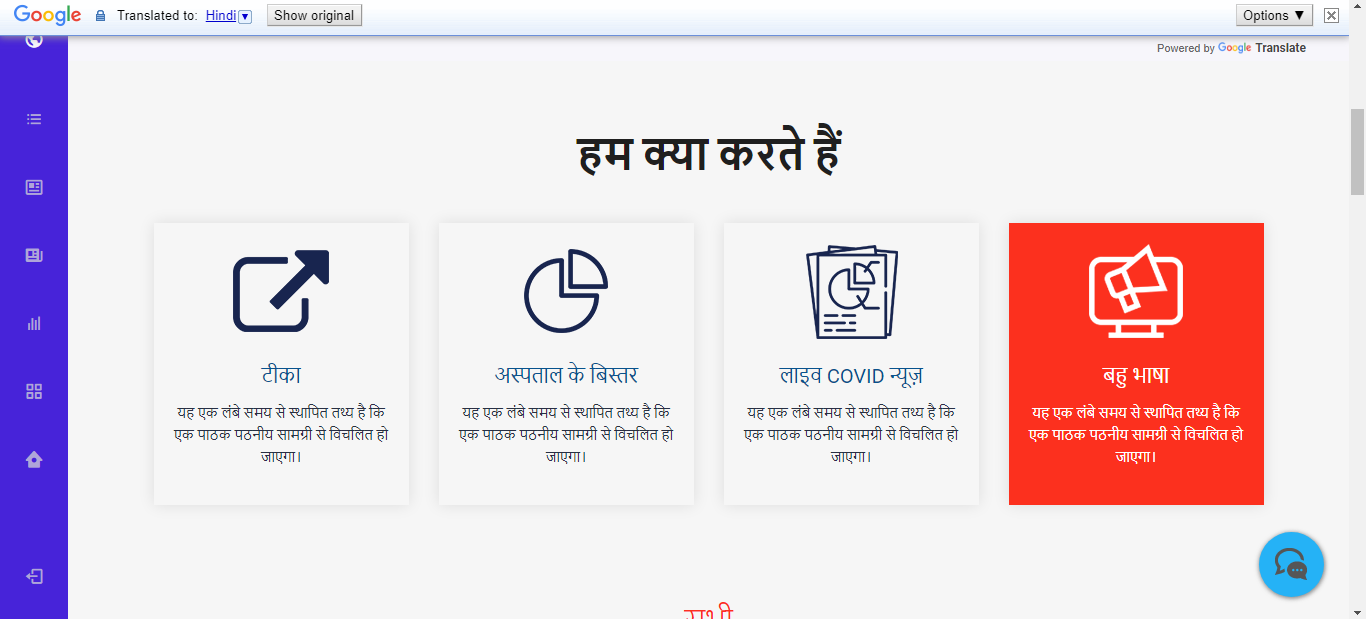 Google Translated to: Hindi ▼ Show original Options ▼
Powered by Google Translate
हम क्या करते हैं
टीका
यह एक लंबे समय से स्थापित तथ्य है कि
एक पाठक पठनीय सामग्री से विचलित हो
जाएगा।
अस्पताल के बिस्तर
यह एक लंबे समय से स्थापित तथ्य है कि
एक पाठक पठनीय सामग्री से विचलित हो
जाएगा।
लाइव COVID न्यूज़
यह एक लंबे समय से स्थापित तथ्य है कि
एक पाठक पठनीय सामग्री से विचलित हो
जाएगा।
बहु भाषा
यह एक लंबे समय से स्थापित तथ्य है कि
एक पाठक पठनीय सामग्री से विचलित हो
जाएगा।